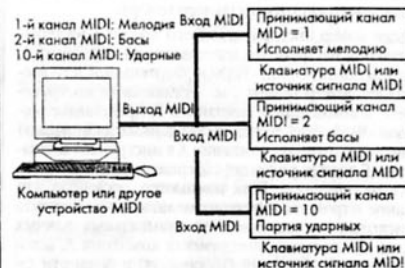 1-й канал MIDI: Мелодия
2-й канал MIDI: Басы
10-й канал MIDI: Ударные
Вход MIDI
Принимающий канал
MIDI = 1
Исполняет мелодию
Клавиатура MIDI или
источник сигнала MIDI
Выход MIDI
Вход MIDI
Принимающий канал
MIDI = 2
Исполняет басы
Клавиатура MIDI или
источник сигнала MIDI
Компьютер или другое
устройство MIDI
Вход MIDI
Принимающий канал
MIDI = 10
Партия ударных
Клавиатура MIDI или
источник сигнала MIDI